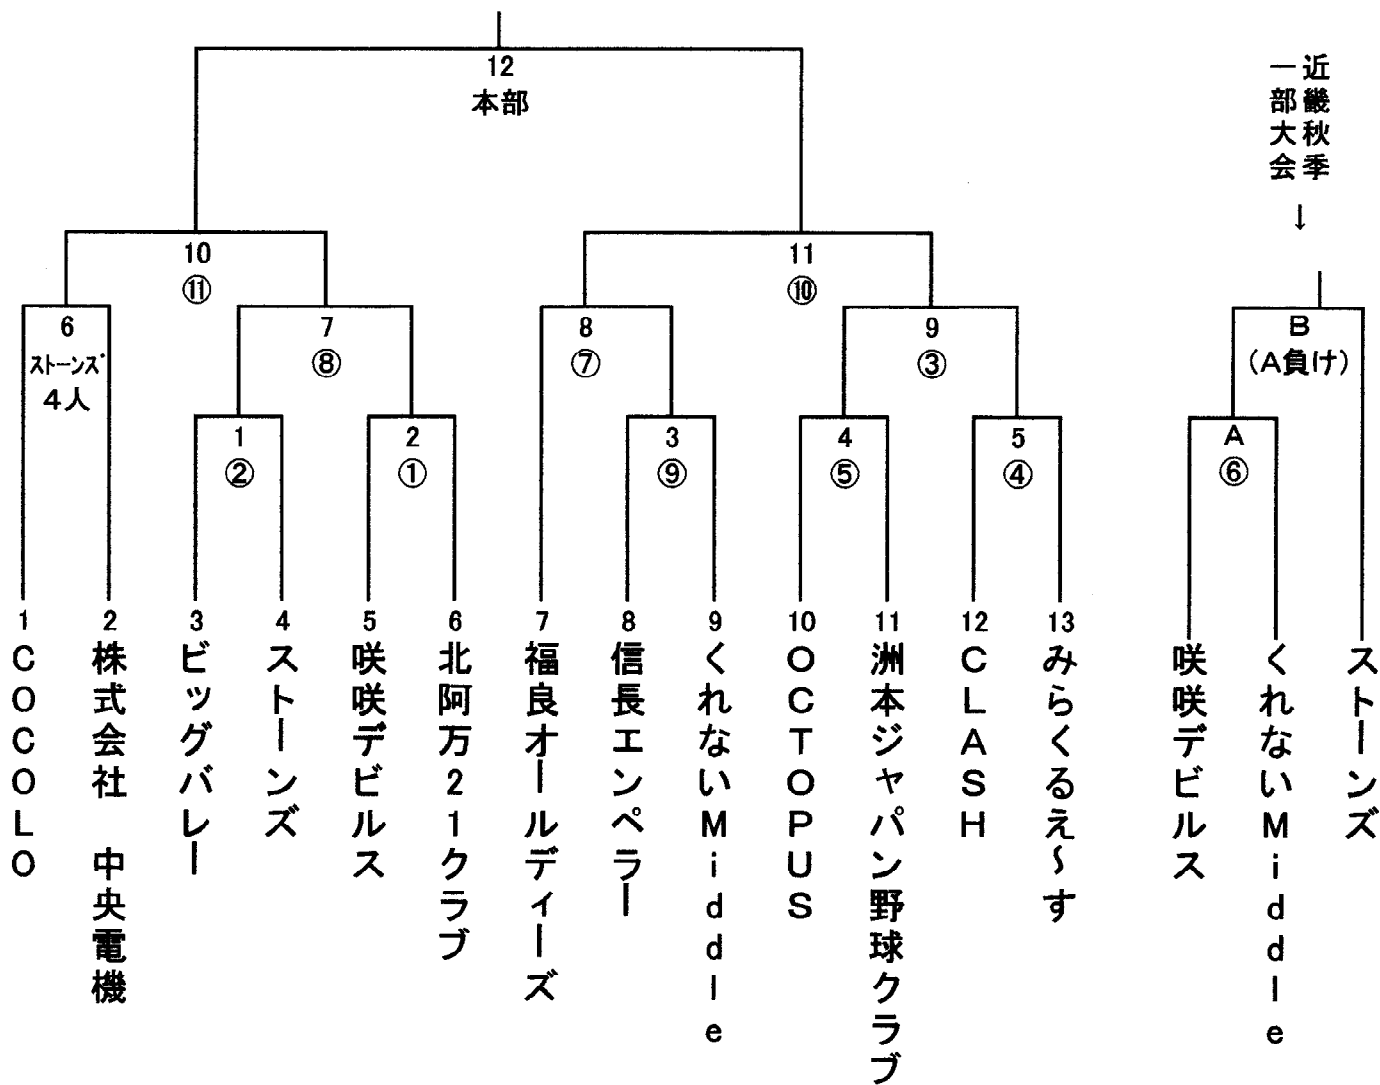 12
本部
近畿秋季
一部大会
↓
10
⑪
11
⑩
6
ストーンズ
4人
7
⑧
8
⑦
9
③
B
(A負け)
1
②
2
①
3
⑨
4
⑤
5
④
A
⑥
1
COCOLO
2
株式会社 中央電機
3
ビッグバレー
4
ストーンズ
5
咲咲デビルス
6
北阿万21クラブ
7
福良オールディーズ
8
信長エンペラー
9
くれないMiddle
10
OCTOPUS
11
洲本ジャパン野球クラブ
12
CLASH
13
みらくるえ~す
咲咲デビルス
くれないMiddle
ストーンズ